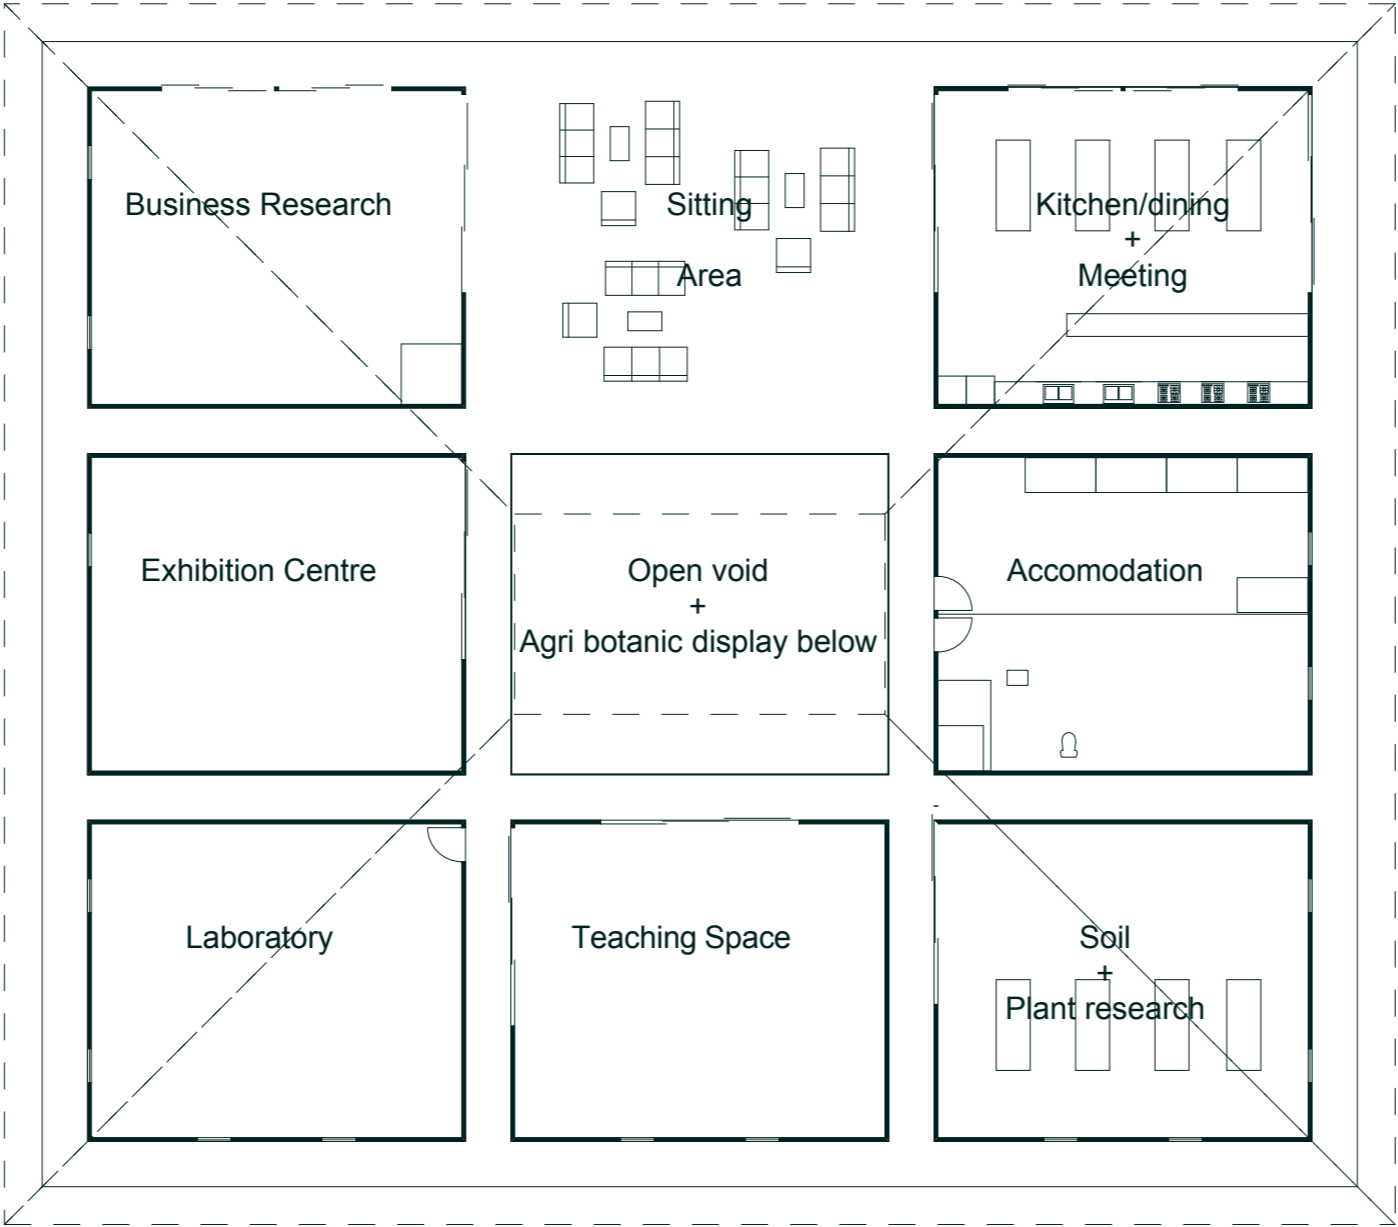 Business Research
Sitting
Area
Kitchen/dining
+
Meeting
Exhibition Centre
Open void
+
Agri botanic display below
Accomodation
Laboratory
Teaching Space
Soil
+
Plant research